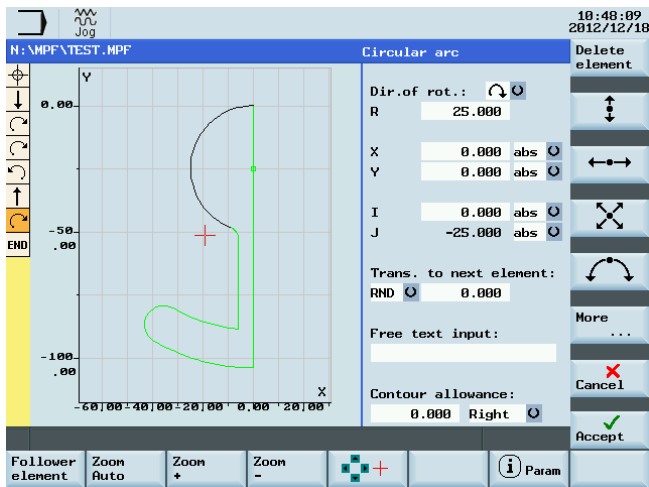 Jog
10:48:09
2012/12/18
N:\MPF\TEST.MPF
Circular arc
Delete
element
Y
0.00
-50
.00
-100
.00
X
-60,00-40,00-20,00 0,00 20,00
END
Dir.of rot.:
R 25.000
X 0.000 abs
Y 0.000 abs
I 0.000 abs
J -25.000 abs
Trans. to next element:
RND 0.000
Free text input:
Contour allowance:
0.000 Right
More
...
Cancel
Accept
Follower
element
Zoom
Auto
Zoom
+
Zoom
-
i Param